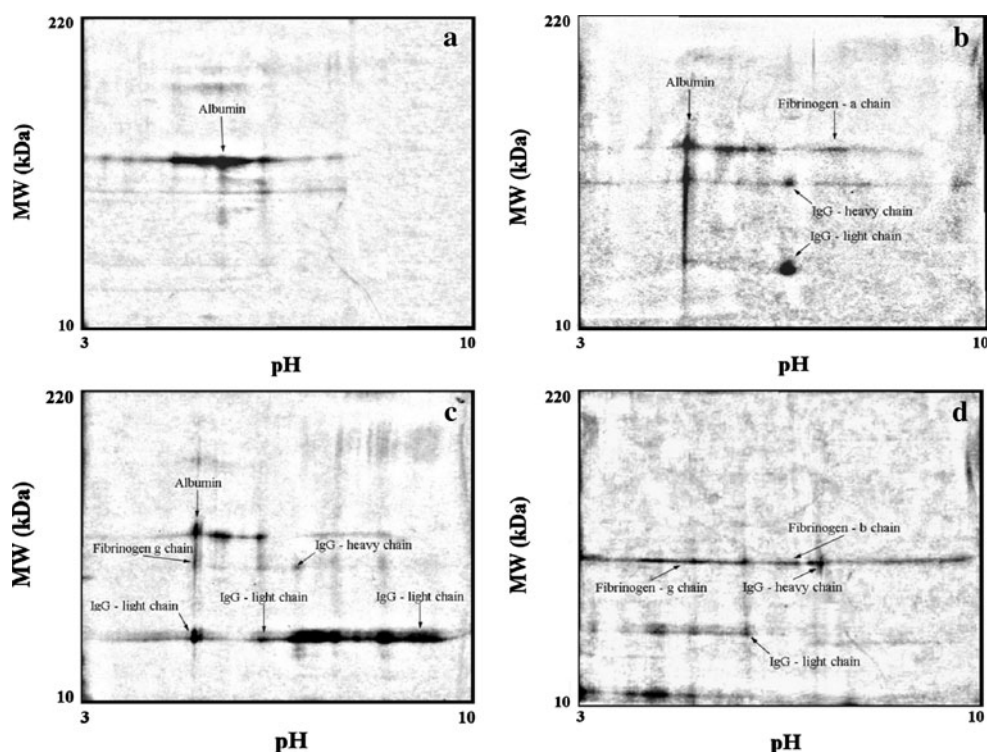 220
a
Albumin
MW (kDa)
10
3
10
pH
220
b
Albumin
Fibrinogen - a chain
MW (kDa)
IgG - heavy chain
IgG - light chain
10
3
10
pH
220
c
Albumin
MW (kDa)
Fibrinogen g chain
IgG - heavy chain
IgG - light chain
IgG - light chain
IgG - light chain
10
3
10
pH
220
d
MW (kDa)
Fibrinogen - b chain
Fibrinogen - g chain
IgG - heavy chain
IgG - light chain
10
3
10
pH